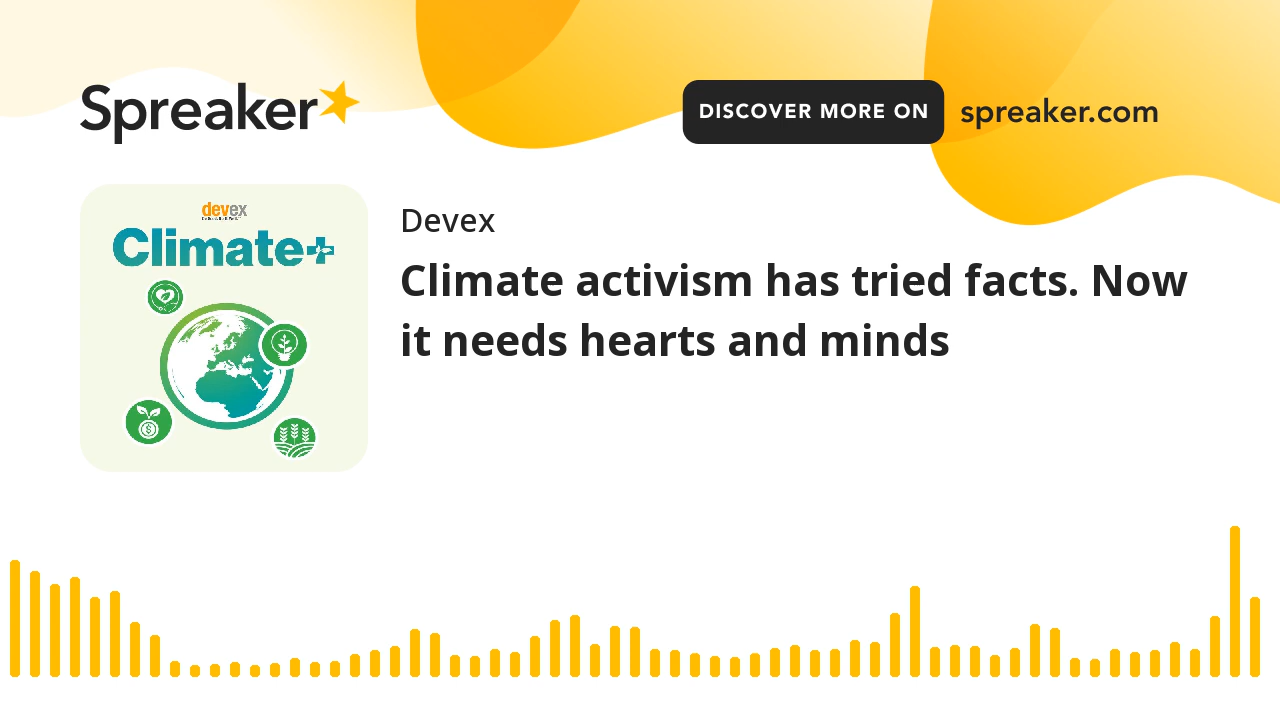 Spreaker
DISCOVER MORE ON
spreaker.com
devex
Climate+
Devex
Climate activism has tried facts. Now
it needs hearts and minds
$